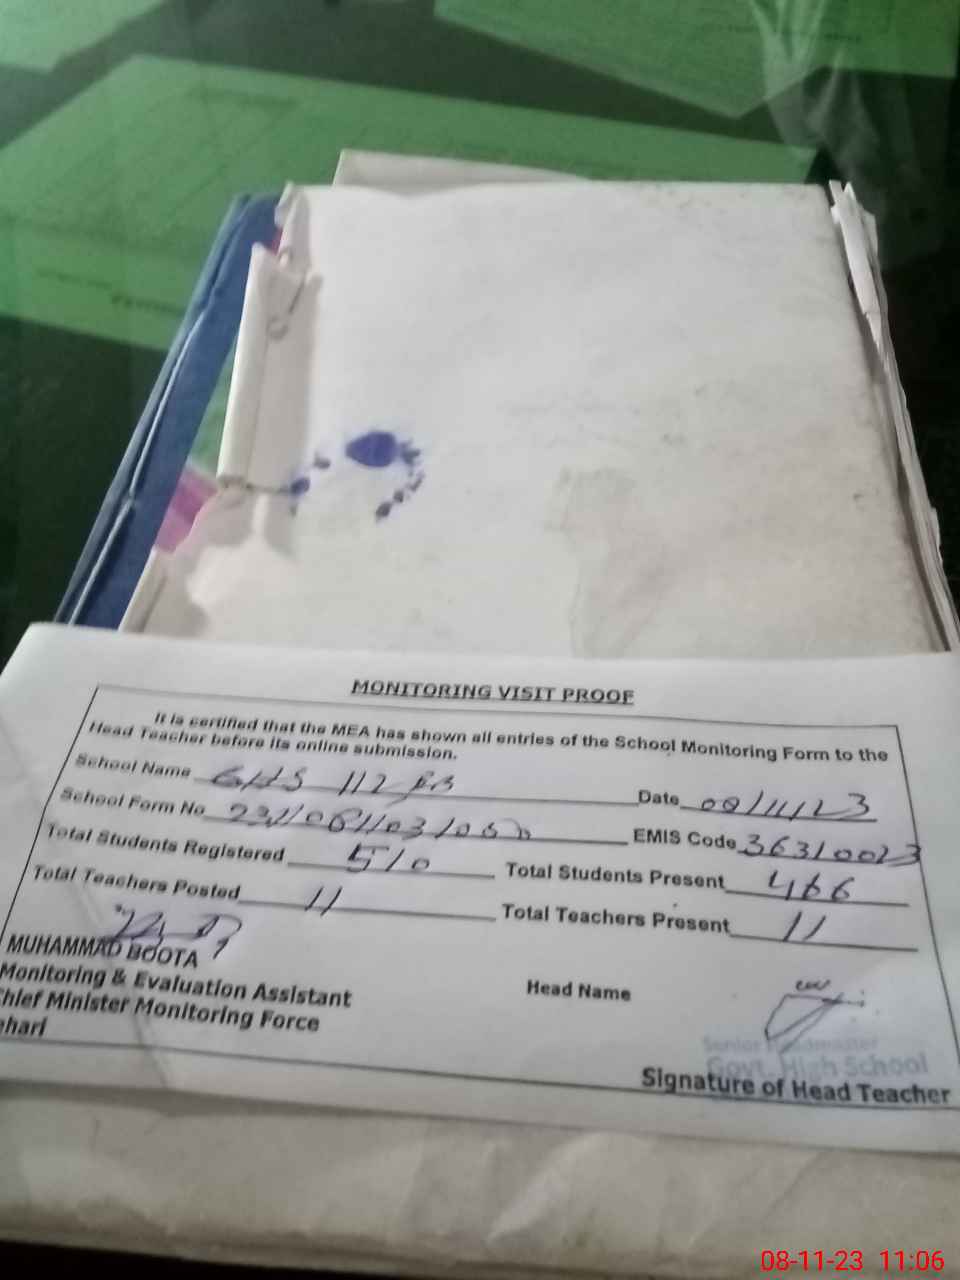 MONITORING VISIT PROOF
It is certified that the MEA has shown all entries of the School Monitoring Form to the
Head Teacher before its online submission.
School Name GHS 112 EB Date 08/11/23
School Form No EMIS Code 36310023
Total Students Registered 510 Total Students Present 466
Total Teachers Posted 11 Total Teachers Present 11
MUHAMMAD BOOTA
Monitoring & Evaluation Assistant Head Name
Chief Minister Monitoring Force
Senior Headmaster
Govt. High School
Signature of Head Teacher
08-11-23 11:06